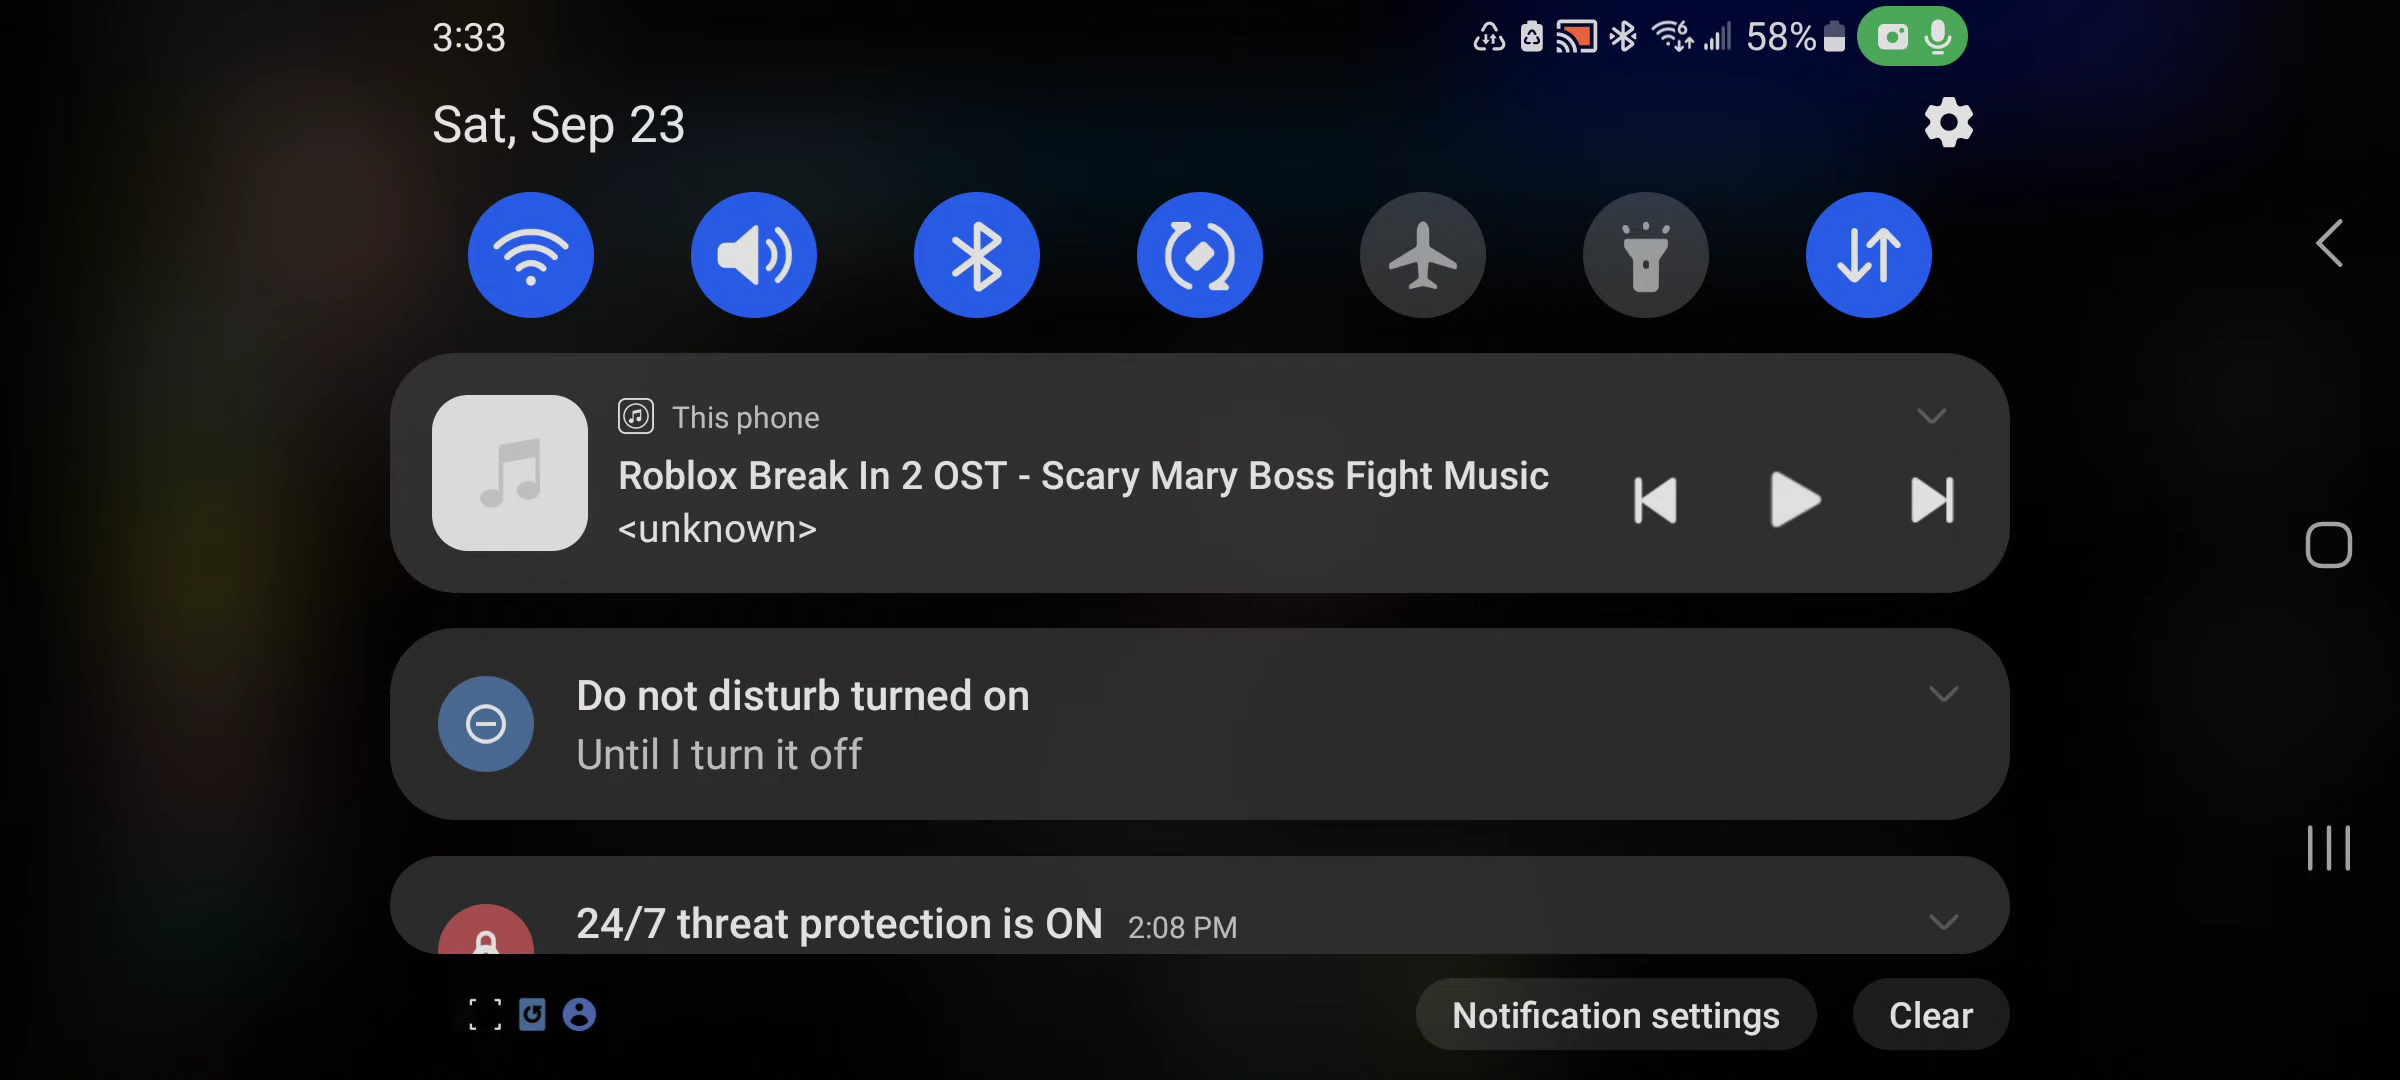 3:33
6
58%
Sat, Sep 23
This phone
Roblox Break In 2 OST - Scary Mary Boss Fight Music
<unknown>
Do not disturb turned on
Until I turn it off
24/7 threat protection is ON 2:08 PM
Notification settings
Clear